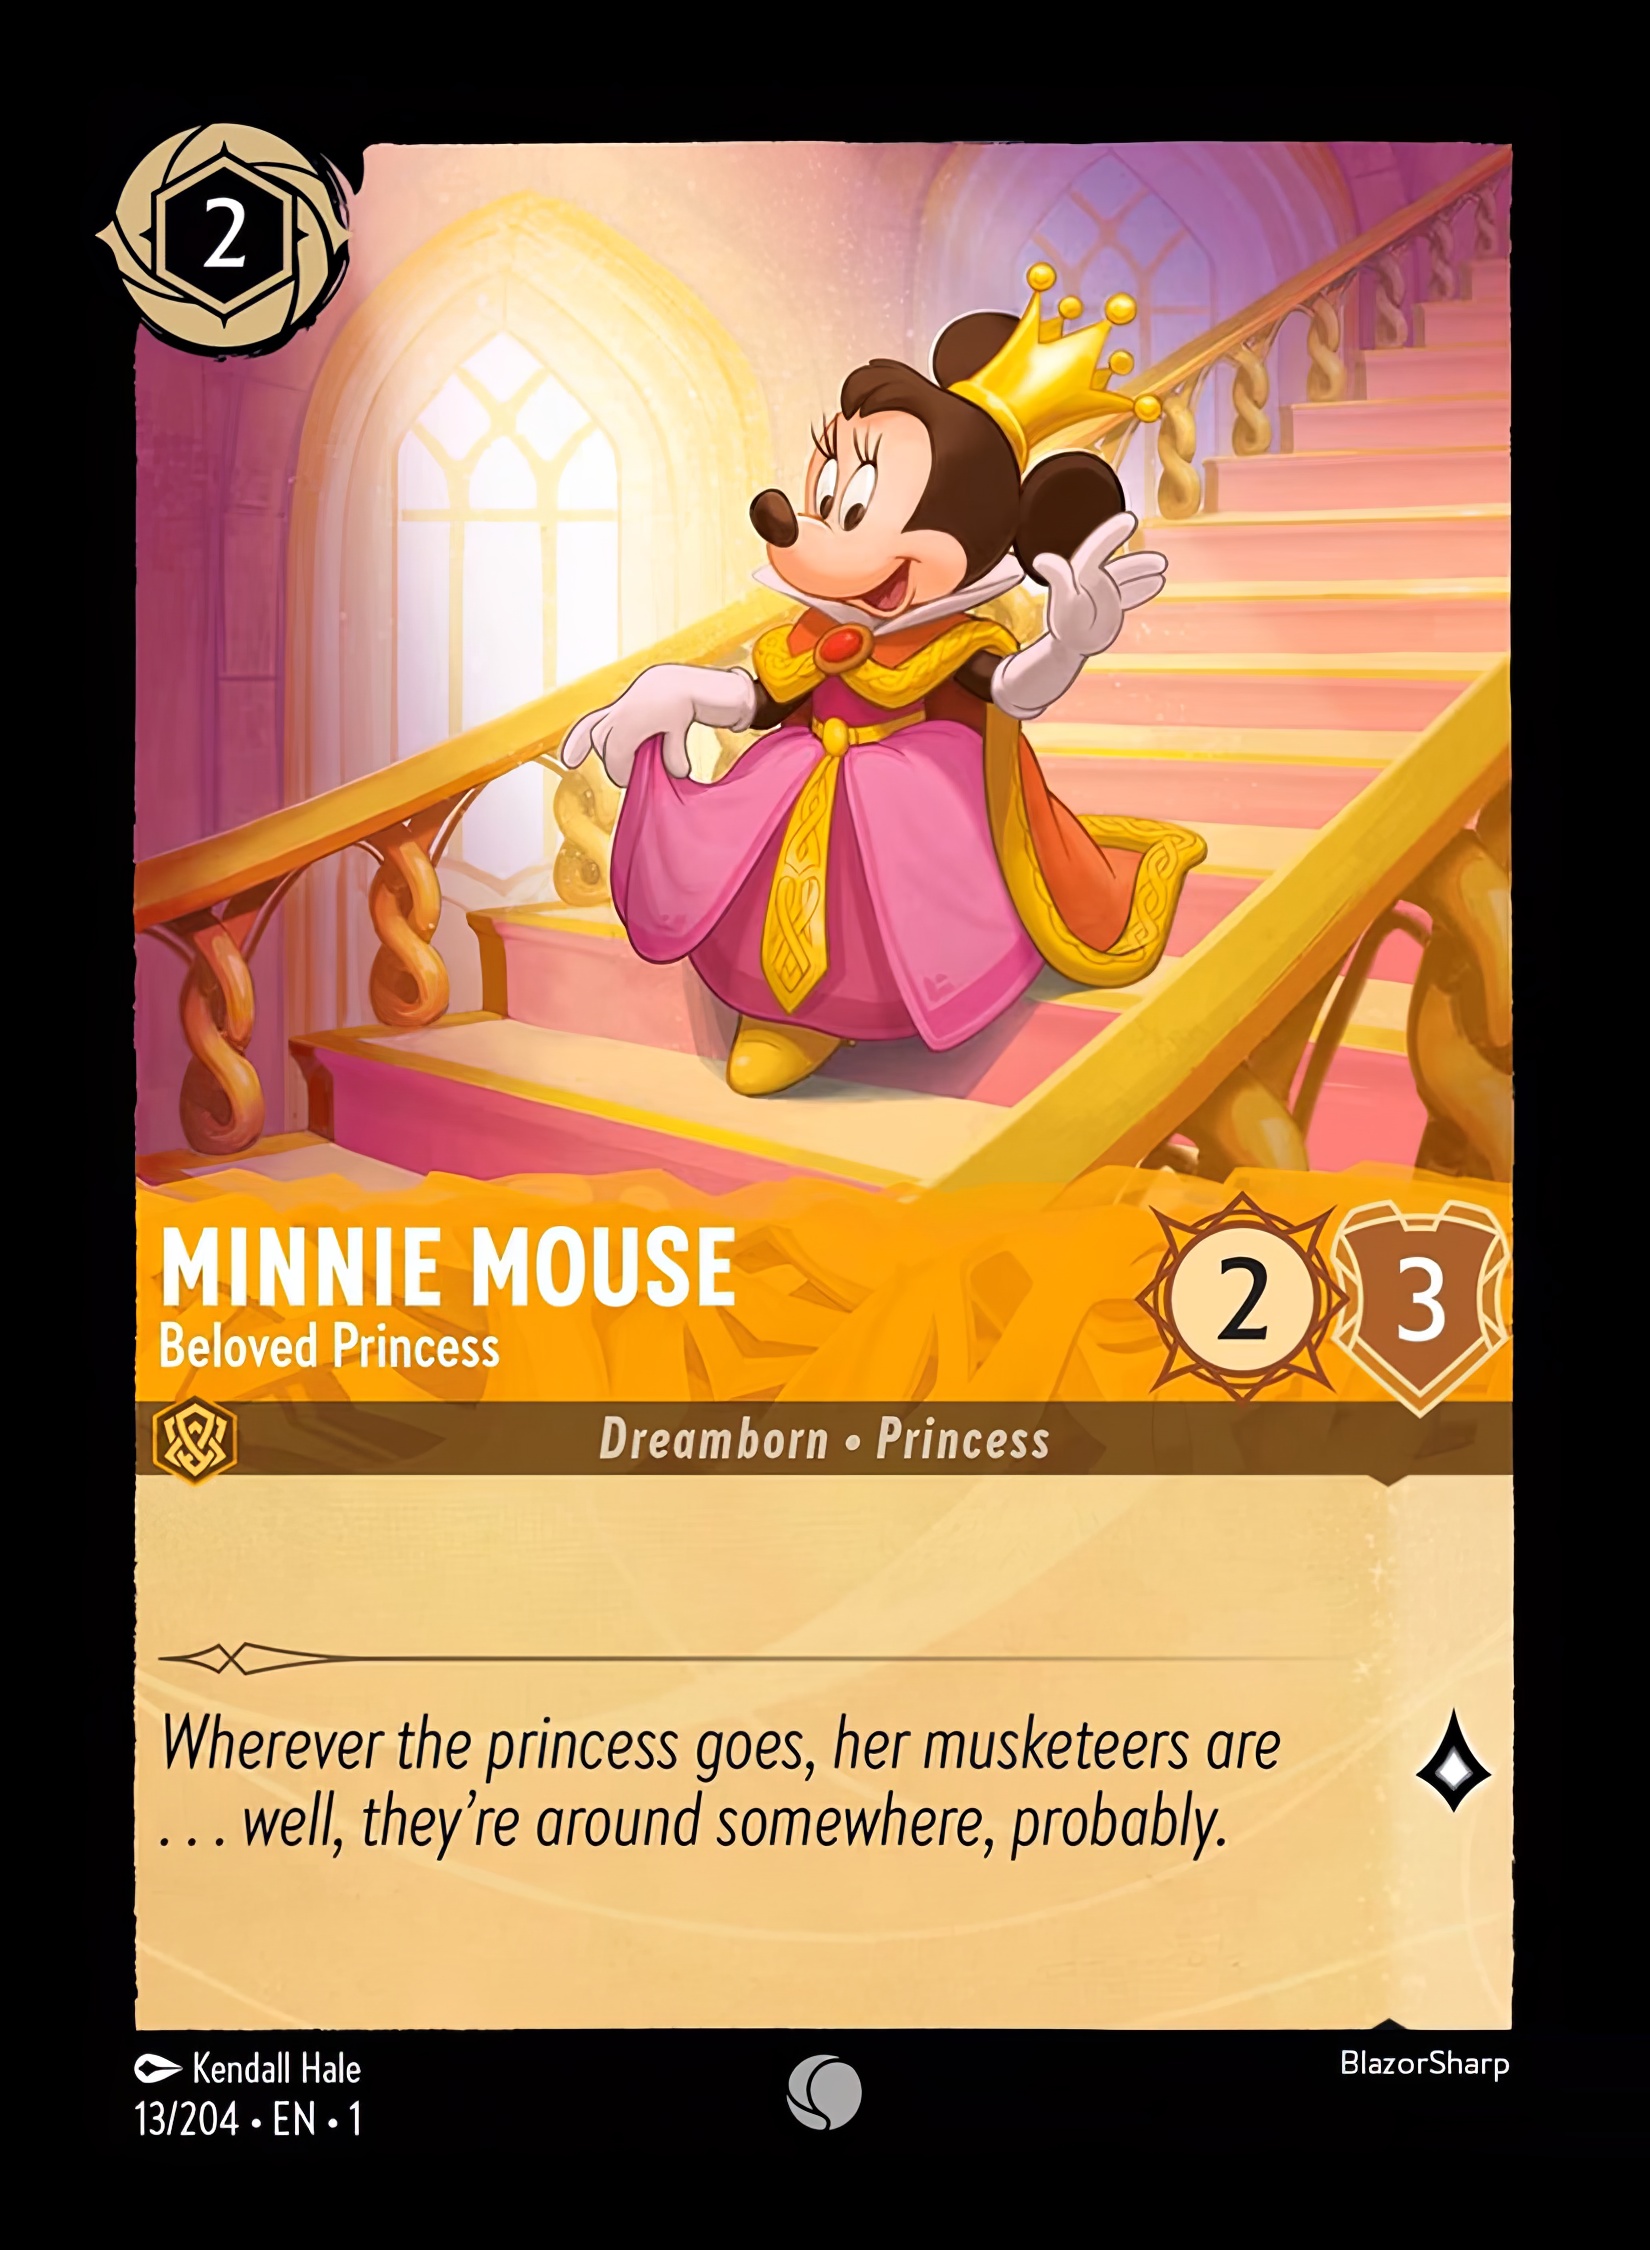 2
MINNIE MOUSE
Beloved Princess
2
3
Dreamborn • Princess
Wherever the princess goes, her musketeers are
. . . well, they’re around somewhere, probably.
Kendall Hale
BlazorSharp
13/204 • EN • 1